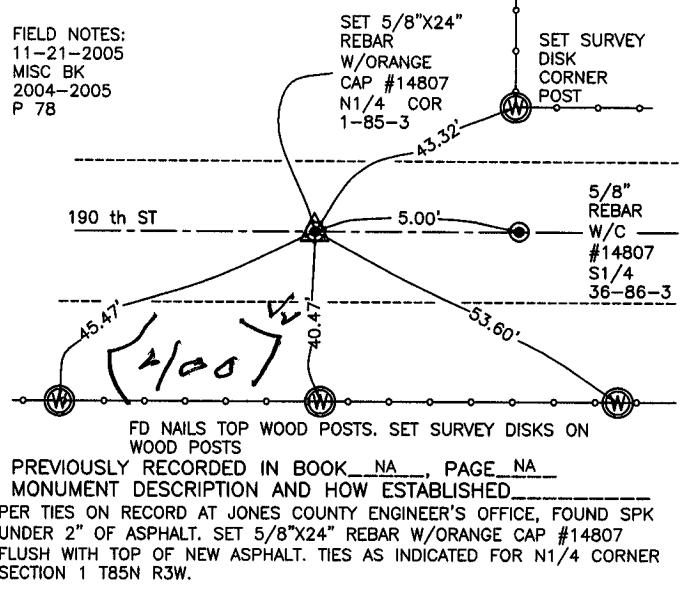 FIELD NOTES:
11-21-2005
MISC BK
2004-2005
P 78
SET 5/8"X24"
REBAR
W/ORANGE
CAP #14807
N1/4 COR
1-85-3
SET SURVEY
DISK
CORNER
POST
W
43.32'
190 th ST
5.00'
5/8"
REBAR
W/C
#14807
S1/4
36-86-3
45.47'
40.47'
53.60'
W
W
W
FD NAILS TOP WOOD POSTS. SET SURVEY DISKS ON
WOOD POSTS
PREVIOUSLY RECORDED IN BOOK__NA__, PAGE__NA__
MONUMENT DESCRIPTION AND HOW ESTABLISHED__________
PER TIES ON RECORD AT JONES COUNTY ENGINEER'S OFFICE, FOUND SPK
UNDER 2" OF ASPHALT. SET 5/8"X24" REBAR W/ORANGE CAP #14807
FLUSH WITH TOP OF NEW ASPHALT. TIES AS INDICATED FOR N1/4 CORNER
SECTION 1 T85N R3W.